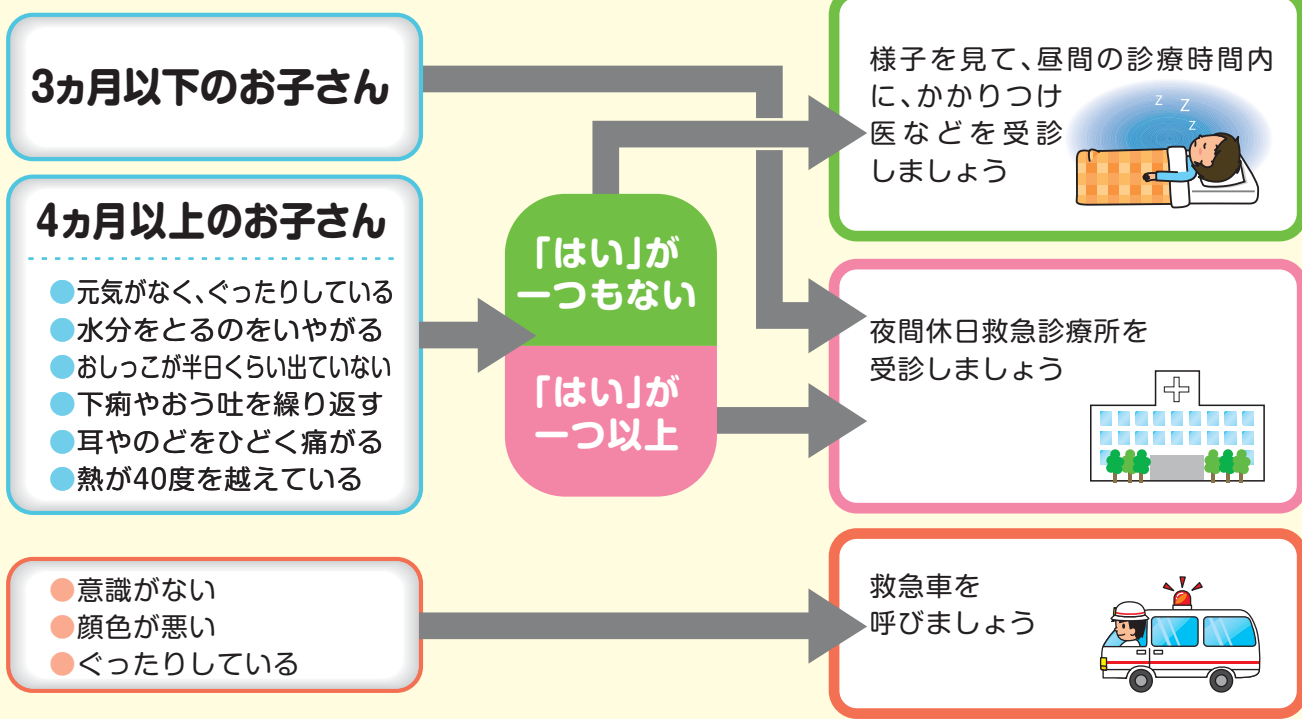 3ヵ月以下のお子さん
4ヵ月以上のお子さん
●元気がなく、ぐったりしている
●水分をとるのをいやがる
●おしっこが半日くらい出ていない
●下痢やおう吐を繰り返す
●耳やのどをひどく痛がる
●熱が40度を越えている
「はい」が
一つもない
「はい」が
一つ以上
様子を見て、昼間の診療時間内
に、かかりつけ
医などを受診
しましょう
z Z
z
夜間休日救急診療所を
受診しましょう
●意識がない
●顔色が悪い
●ぐったりしている
救急車を
呼びましょう